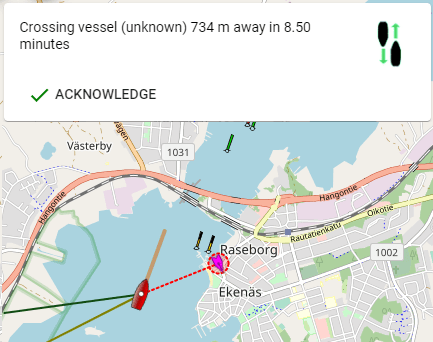 Crossing vessel (unknown) 734 m away in 8.50
minutes
ACKNOWLEDGE
Västerby
1031
Hangontie
Hangontie
Oikotie
Rautatienkatu
Raseborg
1002
Ekenäs